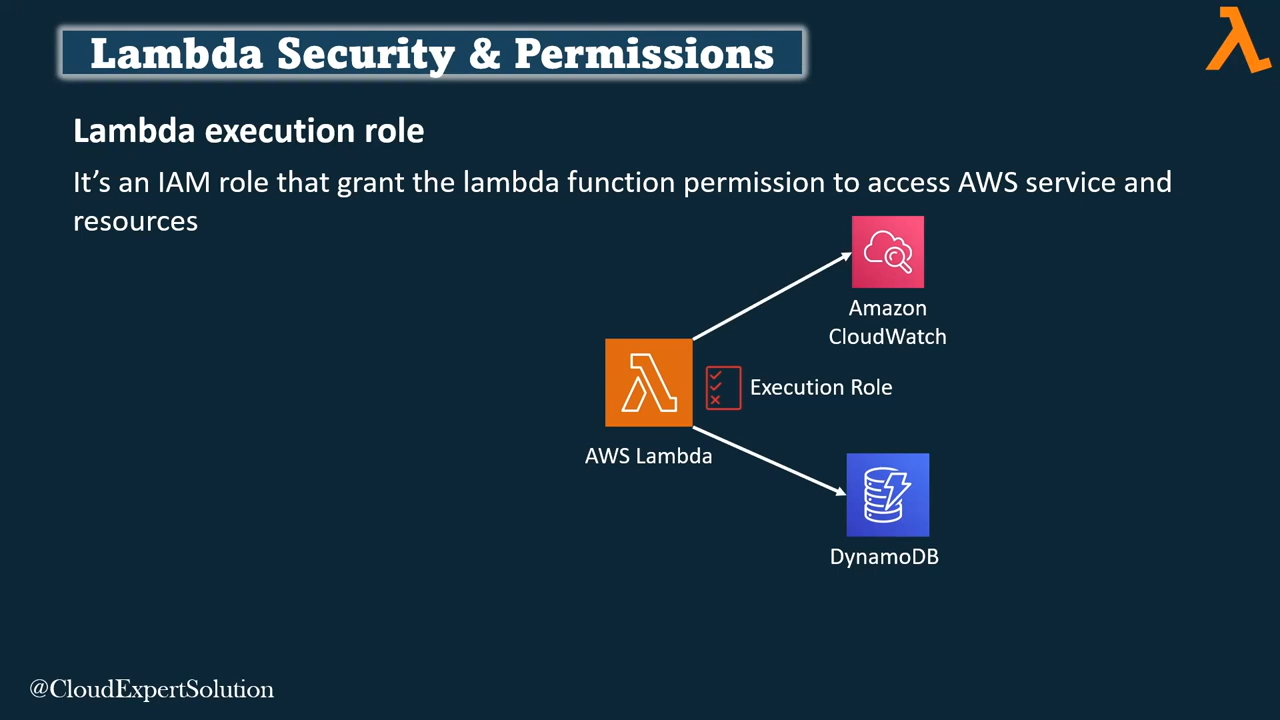 Lambda Security & Permissions
Lambda execution role
It’s an IAM role that grant the lambda function permission to access AWS service and
resources
Amazon
CloudWatch
Execution Role
AWS Lambda
DynamoDB
@CloudExpertSolution